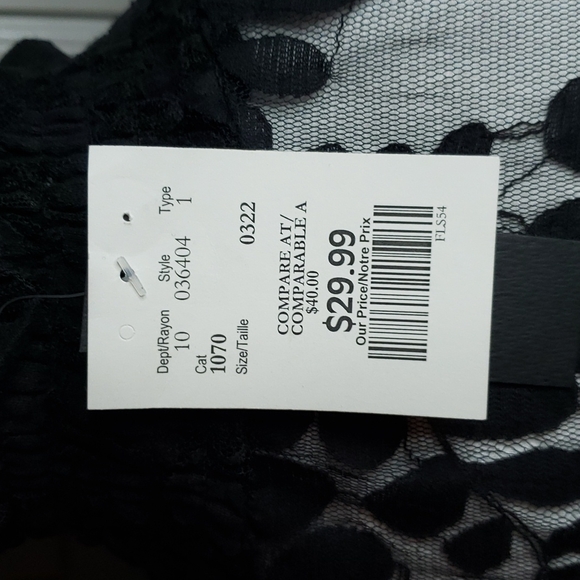 Dept/Rayon Style Type
10 036404 1
Cat
1070
Size/Taille 0322
COMPARE AT/
COMPARABLE A
$40.00
$29.99
Our Price/Notre Prix
FLS54